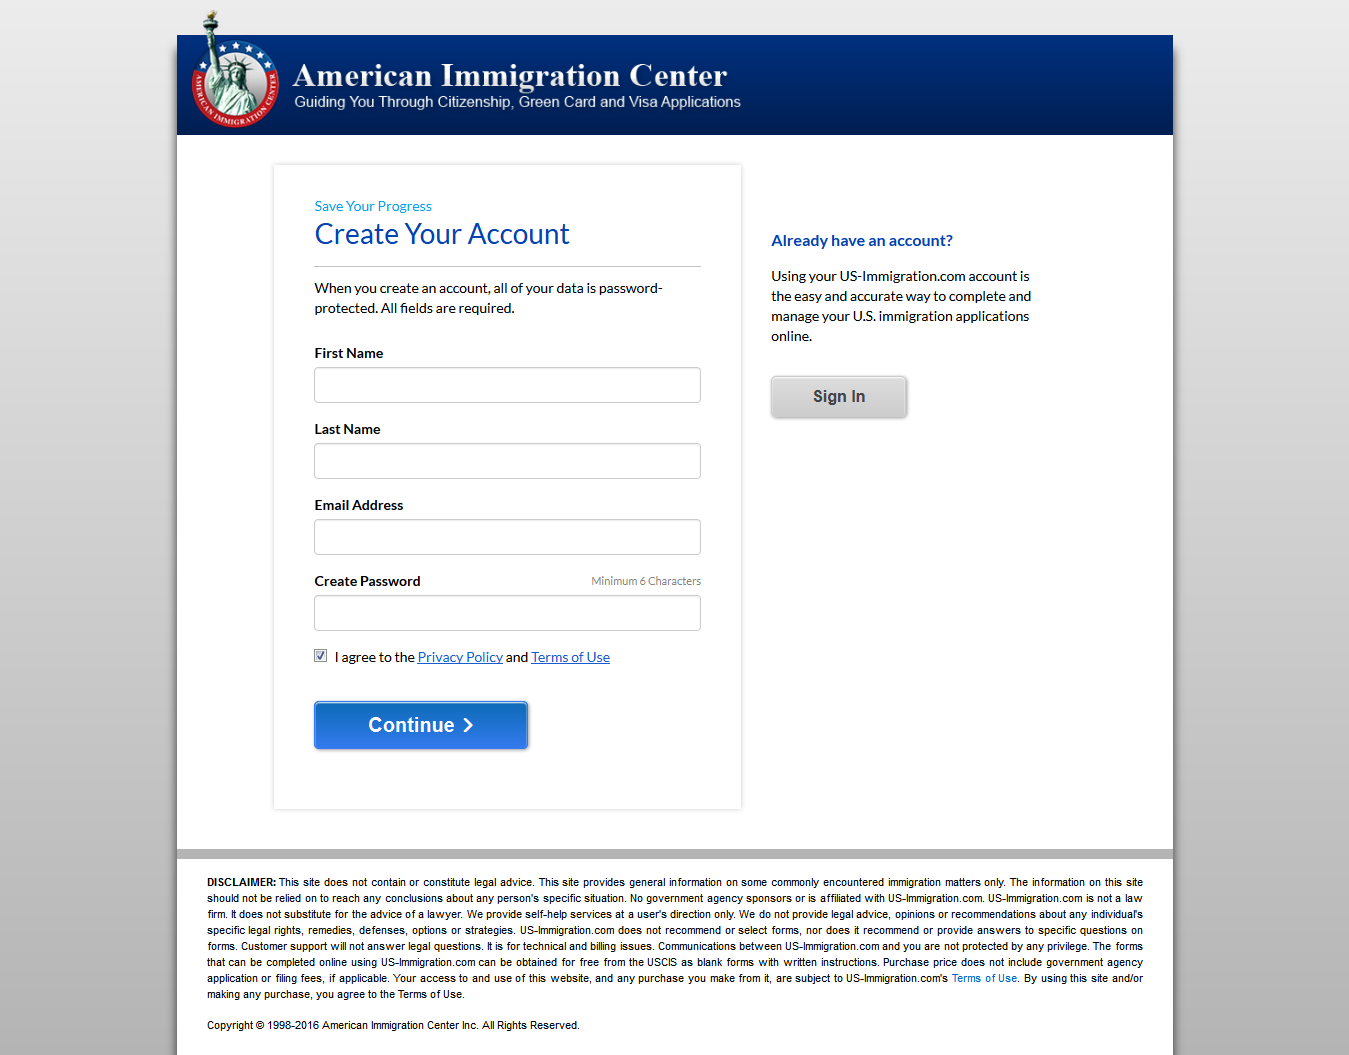 AMERICAN IMMIGRATION CENTER
American Immigration Center
Guiding You Through Citizenship, Green Card and Visa Applications
Save Your Progress
Create Your Account
When you create an account, all of your data is password-
protected. All fields are required.
First Name
Last Name
Email Address
Create Password Minimum 6 Characters
I agree to the Privacy Policy and Terms of Use
Continue
Already have an account?
Using your US-Immigration.com account is
the easy and accurate way to complete and
manage your U.S. immigration applications
online.
Sign In
DISCLAIMER: This site does not contain or constitute legal advice. This site provides general information on some commonly encountered immigration matters only. The information on this site
should not be relied on to reach any conclusions about any person's specific situation. No government agency sponsors or is affiliated with US-Immigration.com. US-Immigration.com is not a law
firm. It does not substitute for the advice of a lawyer. We provide self-help services at a user's direction only. We do not provide legal advice, opinions or recommendations about any individual's
specific legal rights, remedies, defenses, options or strategies. US-Immigration.com does not recommend or select forms, nor does it recommend or provide answers to specific questions on
forms. Customer support will not answer legal questions. It is for technical and billing issues. Communications between US-Immigration.com and you are not protected by any privilege. The forms
that can be completed online using US-Immigration.com can be obtained for free from the USCIS as blank forms with written instructions. Purchase price does not include government agency
application or filing fees, if applicable. Your access to and use of this website, and any purchase you make from it, are subject to US-Immigration.com's Terms of Use. By using this site and/or
making any purchase, you agree to the Terms of Use.
Copyright © 1998-2016 American Immigration Center Inc. All Rights Reserved.